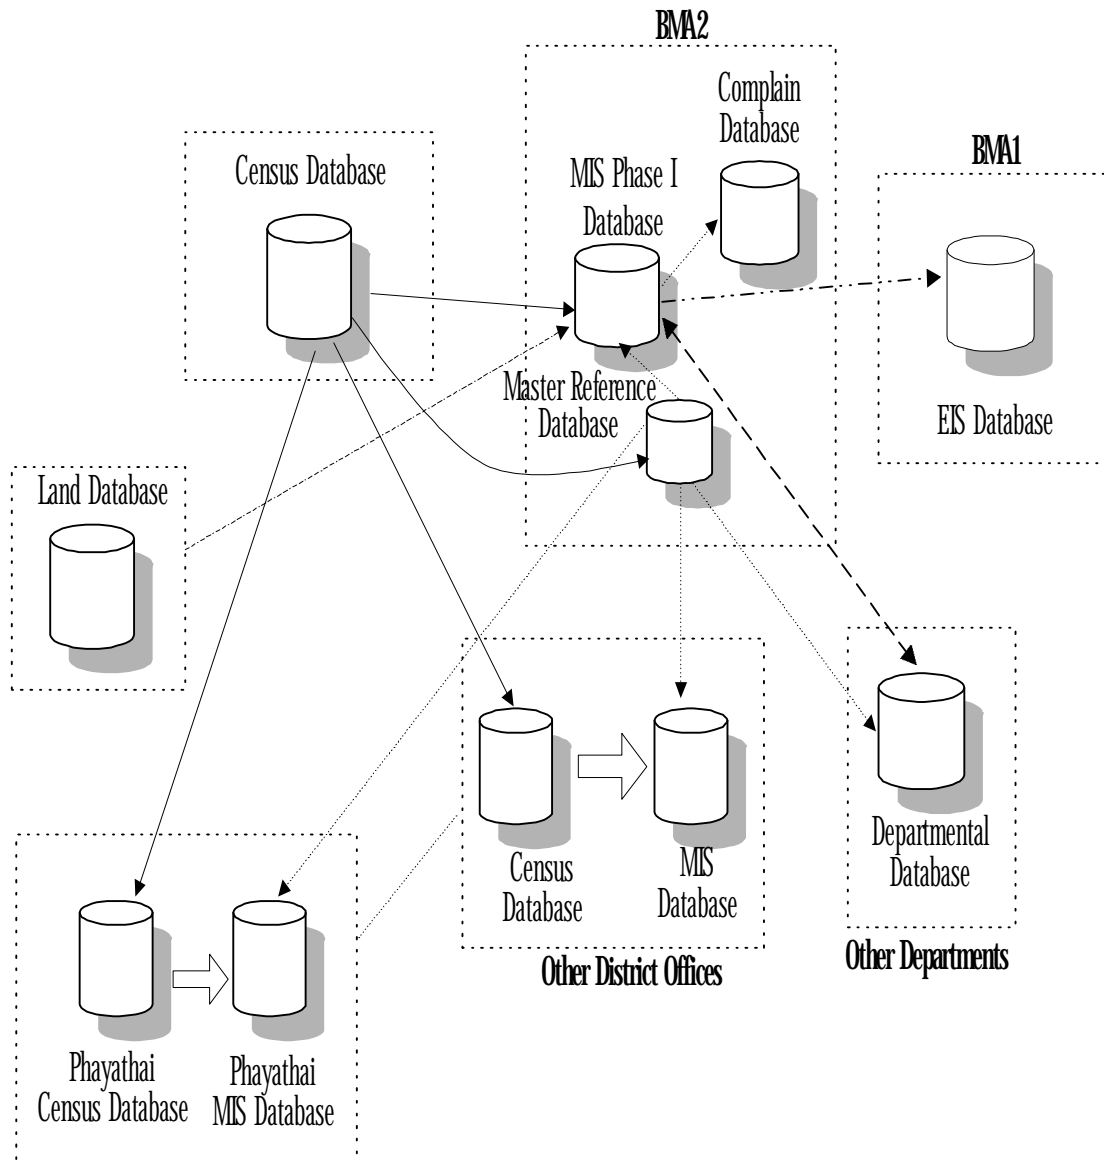 BMA2
Complain
Database
BMA1
Census Database
MIS Phase I
Database
Master Reference
Database
EIS Database
Land Database
Census
Database
MIS
Database
Departmental
Database
Other District Offices
Other Departments
Phayathai
Census Database
Phayathai
MIS Database